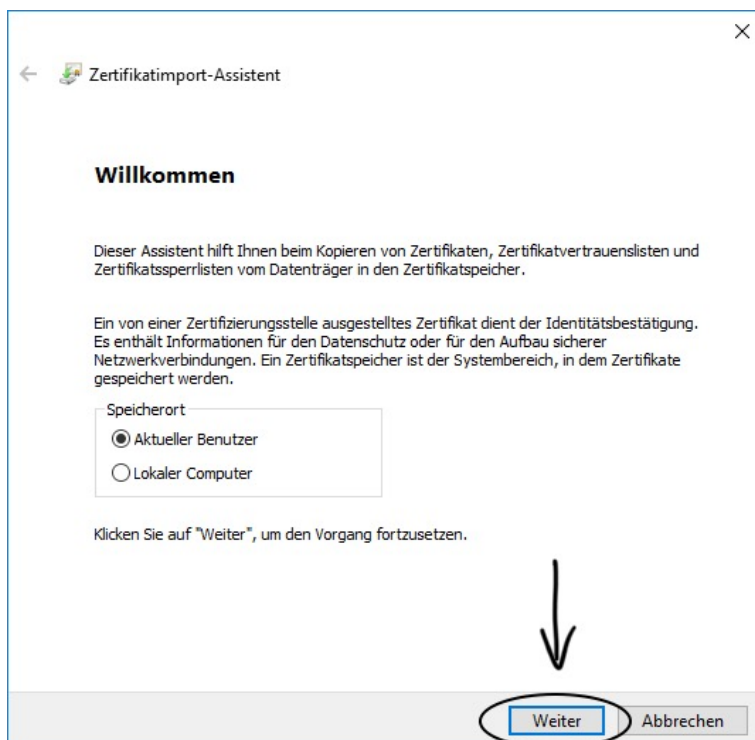 Zertifikatimport-Assistent
Willkommen
Dieser Assistent hilft Ihnen beim Kopieren von Zertifikaten, Zertifikatvertrauenslisten und
Zertifikatssperrlisten vom Datenträger in den Zertifikatspeicher.
Ein von einer Zertifizierungsstelle ausgestelltes Zertifikat dient der Identitätsbestätigung.
Es enthält Informationen für den Datenschutz oder für den Aufbau sicherer
Netzwerkverbindungen. Ein Zertifikatspeicher ist der Systembereich, in dem Zertifikate
gespeichert werden.
Speicherort
Aktueller Benutzer
Lokaler Computer
Klicken Sie auf "Weiter", um den Vorgang fortzusetzen.
Weiter Abbrechen